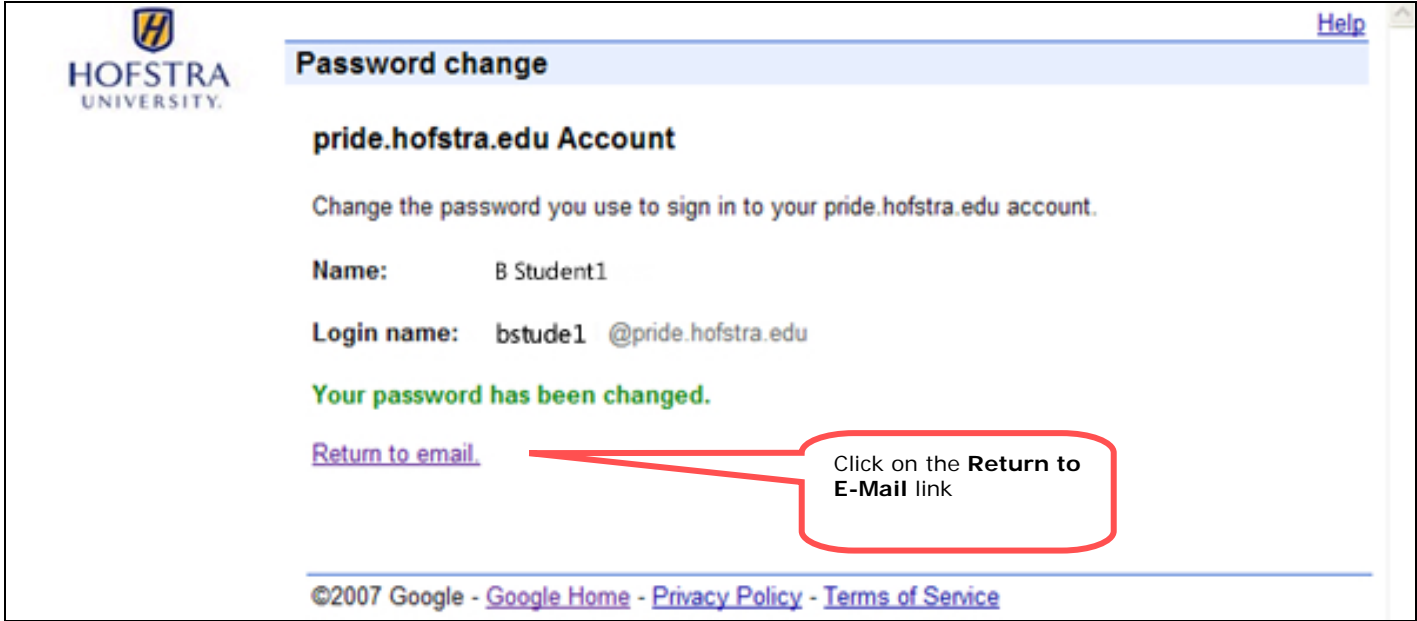 Help
HOFSTRA
UNIVERSITY.
Password change
pride.hofstra.edu Account
Change the password you use to sign in to your pride.hofstra.edu account.
Name: B Student1
Login name: bstude1 @pride.hofstra.edu
Your password has been changed.
Return to email.
Click on the Return to
E-Mail link
©2007 Google - Google Home - Privacy Policy - Terms of Service